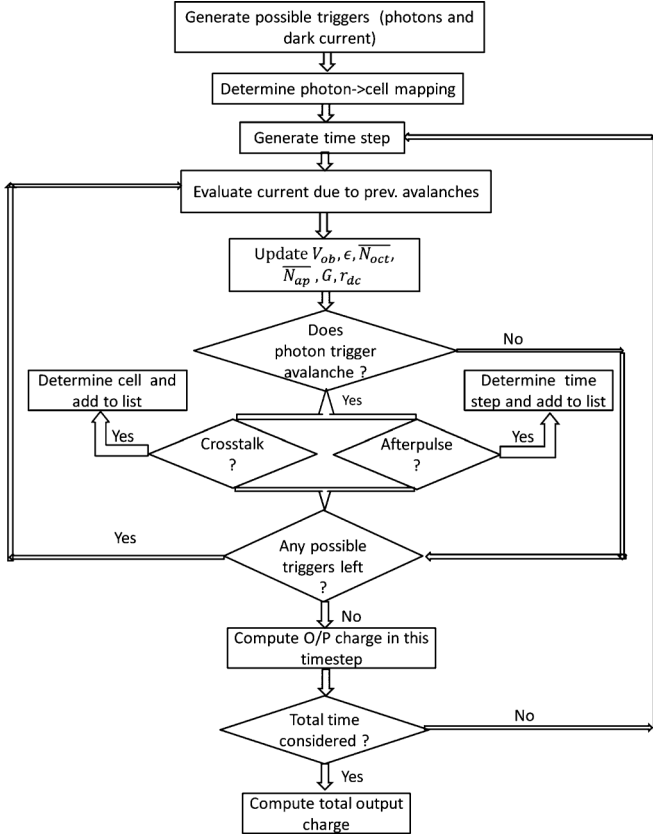 Generate possible triggers (photons and
dark current)
Determine photon->cell mapping
Generate time step
Evaluate current due to prev. avalanches
Update V_ob, ϵ, \overline{N_oct},
\overline{N_ap}, G, r_dc
Does
photon trigger
avalanche ?
No
Yes
Determine cell and
add to list
Determine time
step and add to list
Yes
Crosstalk
?
Afterpulse
?
Yes
Yes
Any possible
triggers left
?
No
Compute O/P charge in this
timestep
Total time
considered ?
No
Yes
Compute total output
charge